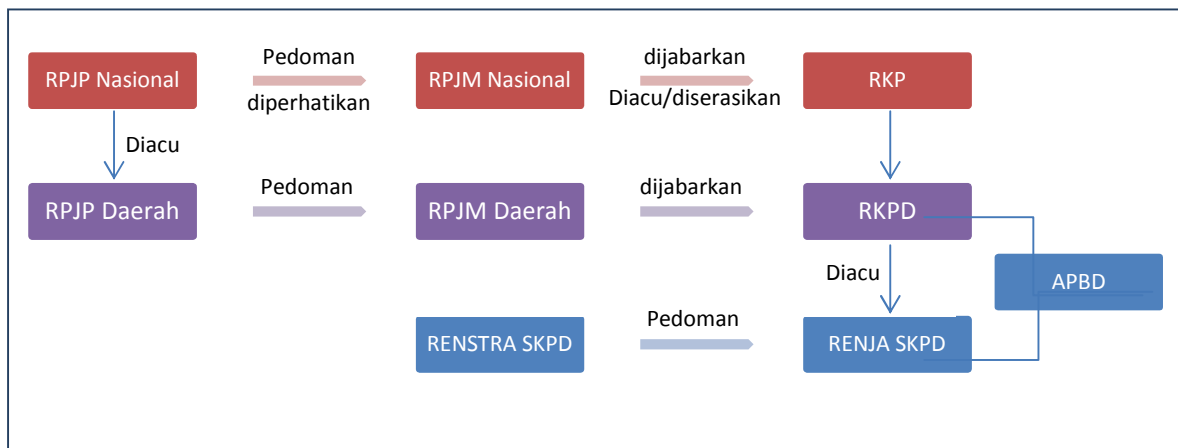 Pedoman
dijabarkan
RPJP Nasional
RPJM Nasional
RKP
diperhatikan
Diacu/diserasikan
Diacu
Pedoman
dijabarkan
RPJP Daerah
RPJM Daerah
RKPD
Diacu
APBD
Pedoman
RENSTRA SKPD
RENJA SKPD